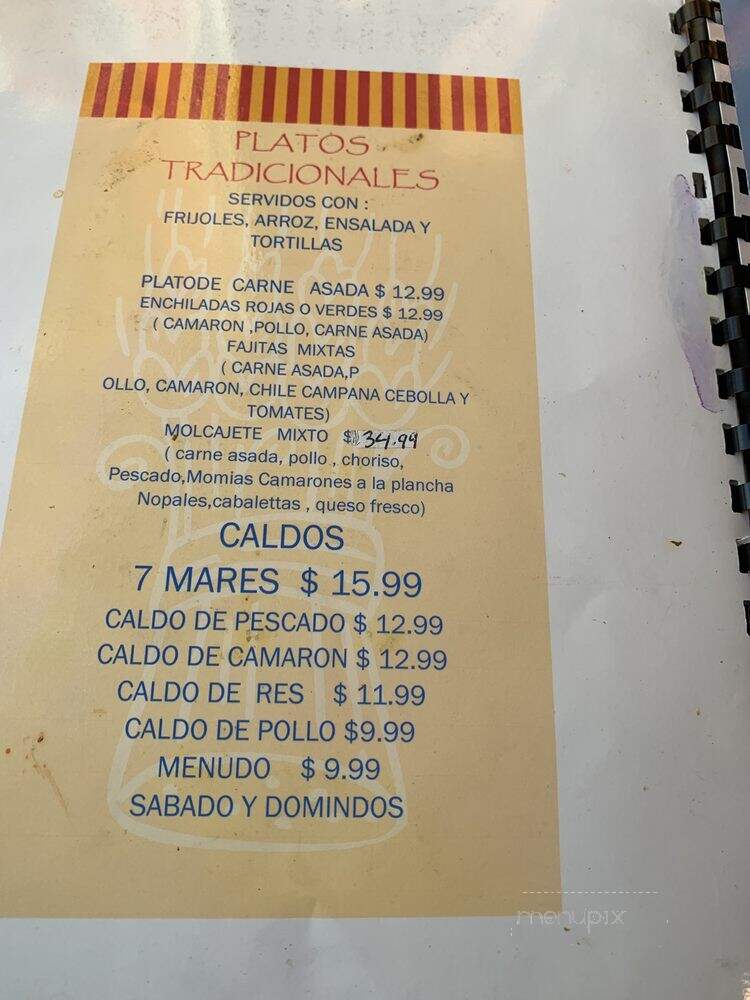 PLATOS
TRADICIONALES
SERVIDOS CON :
FRIJOLES, ARROZ, ENSALADA Y
TORTILLAS
PLATODE CARNE ASADA $ 12.99
ENCHILADAS ROJAS O VERDES $ 12.99
( CAMARON ,POLLO, CARNE ASADA)
FAJITAS MIXTAS
( CARNE ASADA,P
OLLO, CAMARON, CHILE CAMPANA CEBOLLA Y
TOMATES)
MOLCAJETE MIXTO $ 34.99
( carne asada, pollo , choriso,
Pescado,Momias Camarones a la plancha
Nopales,cabalettas , queso fresco)
CALDOS
7 MARES $ 15.99
CALDO DE PESCADO $ 12.99
CALDO DE CAMARON $ 12.99
CALDO DE RES $ 11.99
CALDO DE POLLO $9.99
MENUDO $ 9.99
SABADO Y DOMINDOS
menupix